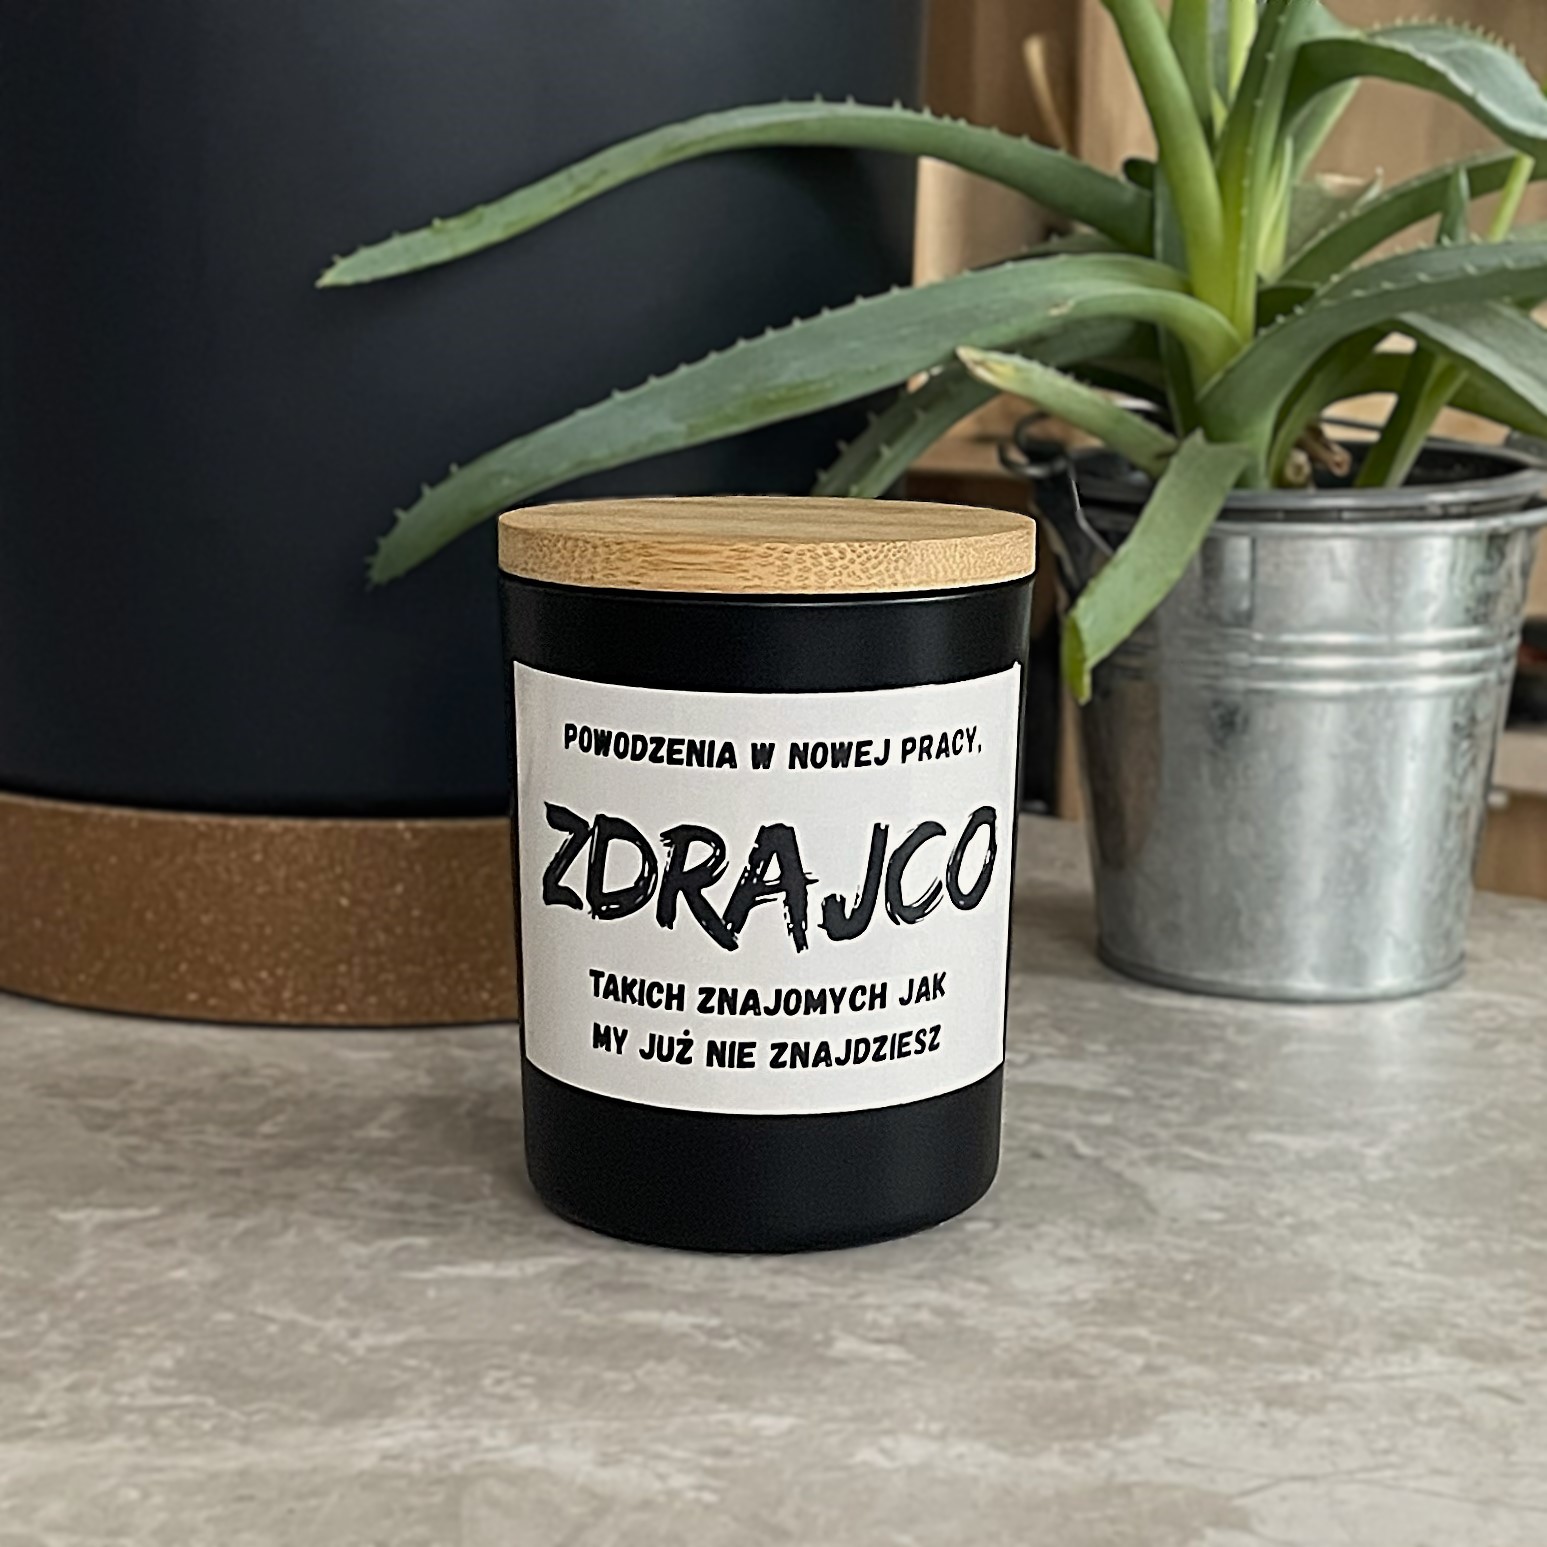 POWODZENIA W NOWEJ PRACY,
ZDRAJCO
TAKICH ZNAJOMYCH JAK
MY JUŻ NIE ZNAJDZIESZ